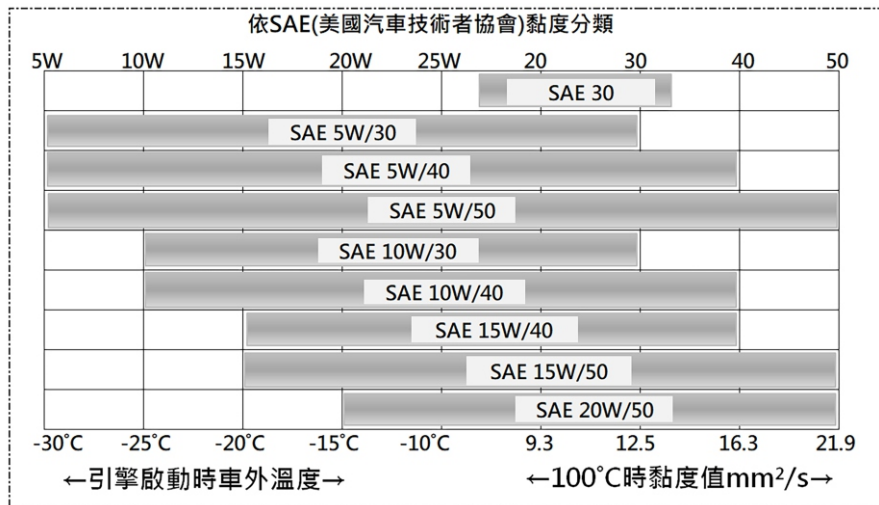 依SAE(美國汽車技術者協會)黏度分類
5W 10W 15W 20W 25W 20 30 40 50
SAE 30
SAE 5W/30
SAE 5W/40
SAE 5W/50
SAE 10W/30
SAE 10W/40
SAE 15W/40
SAE 15W/50
SAE 20W/50
-30°C -25°C -20°C -15°C -10°C 9.3 12.5 16.3 21.9
←引擎啟動時車外溫度→ ←100°C時黏度值mm²/s→